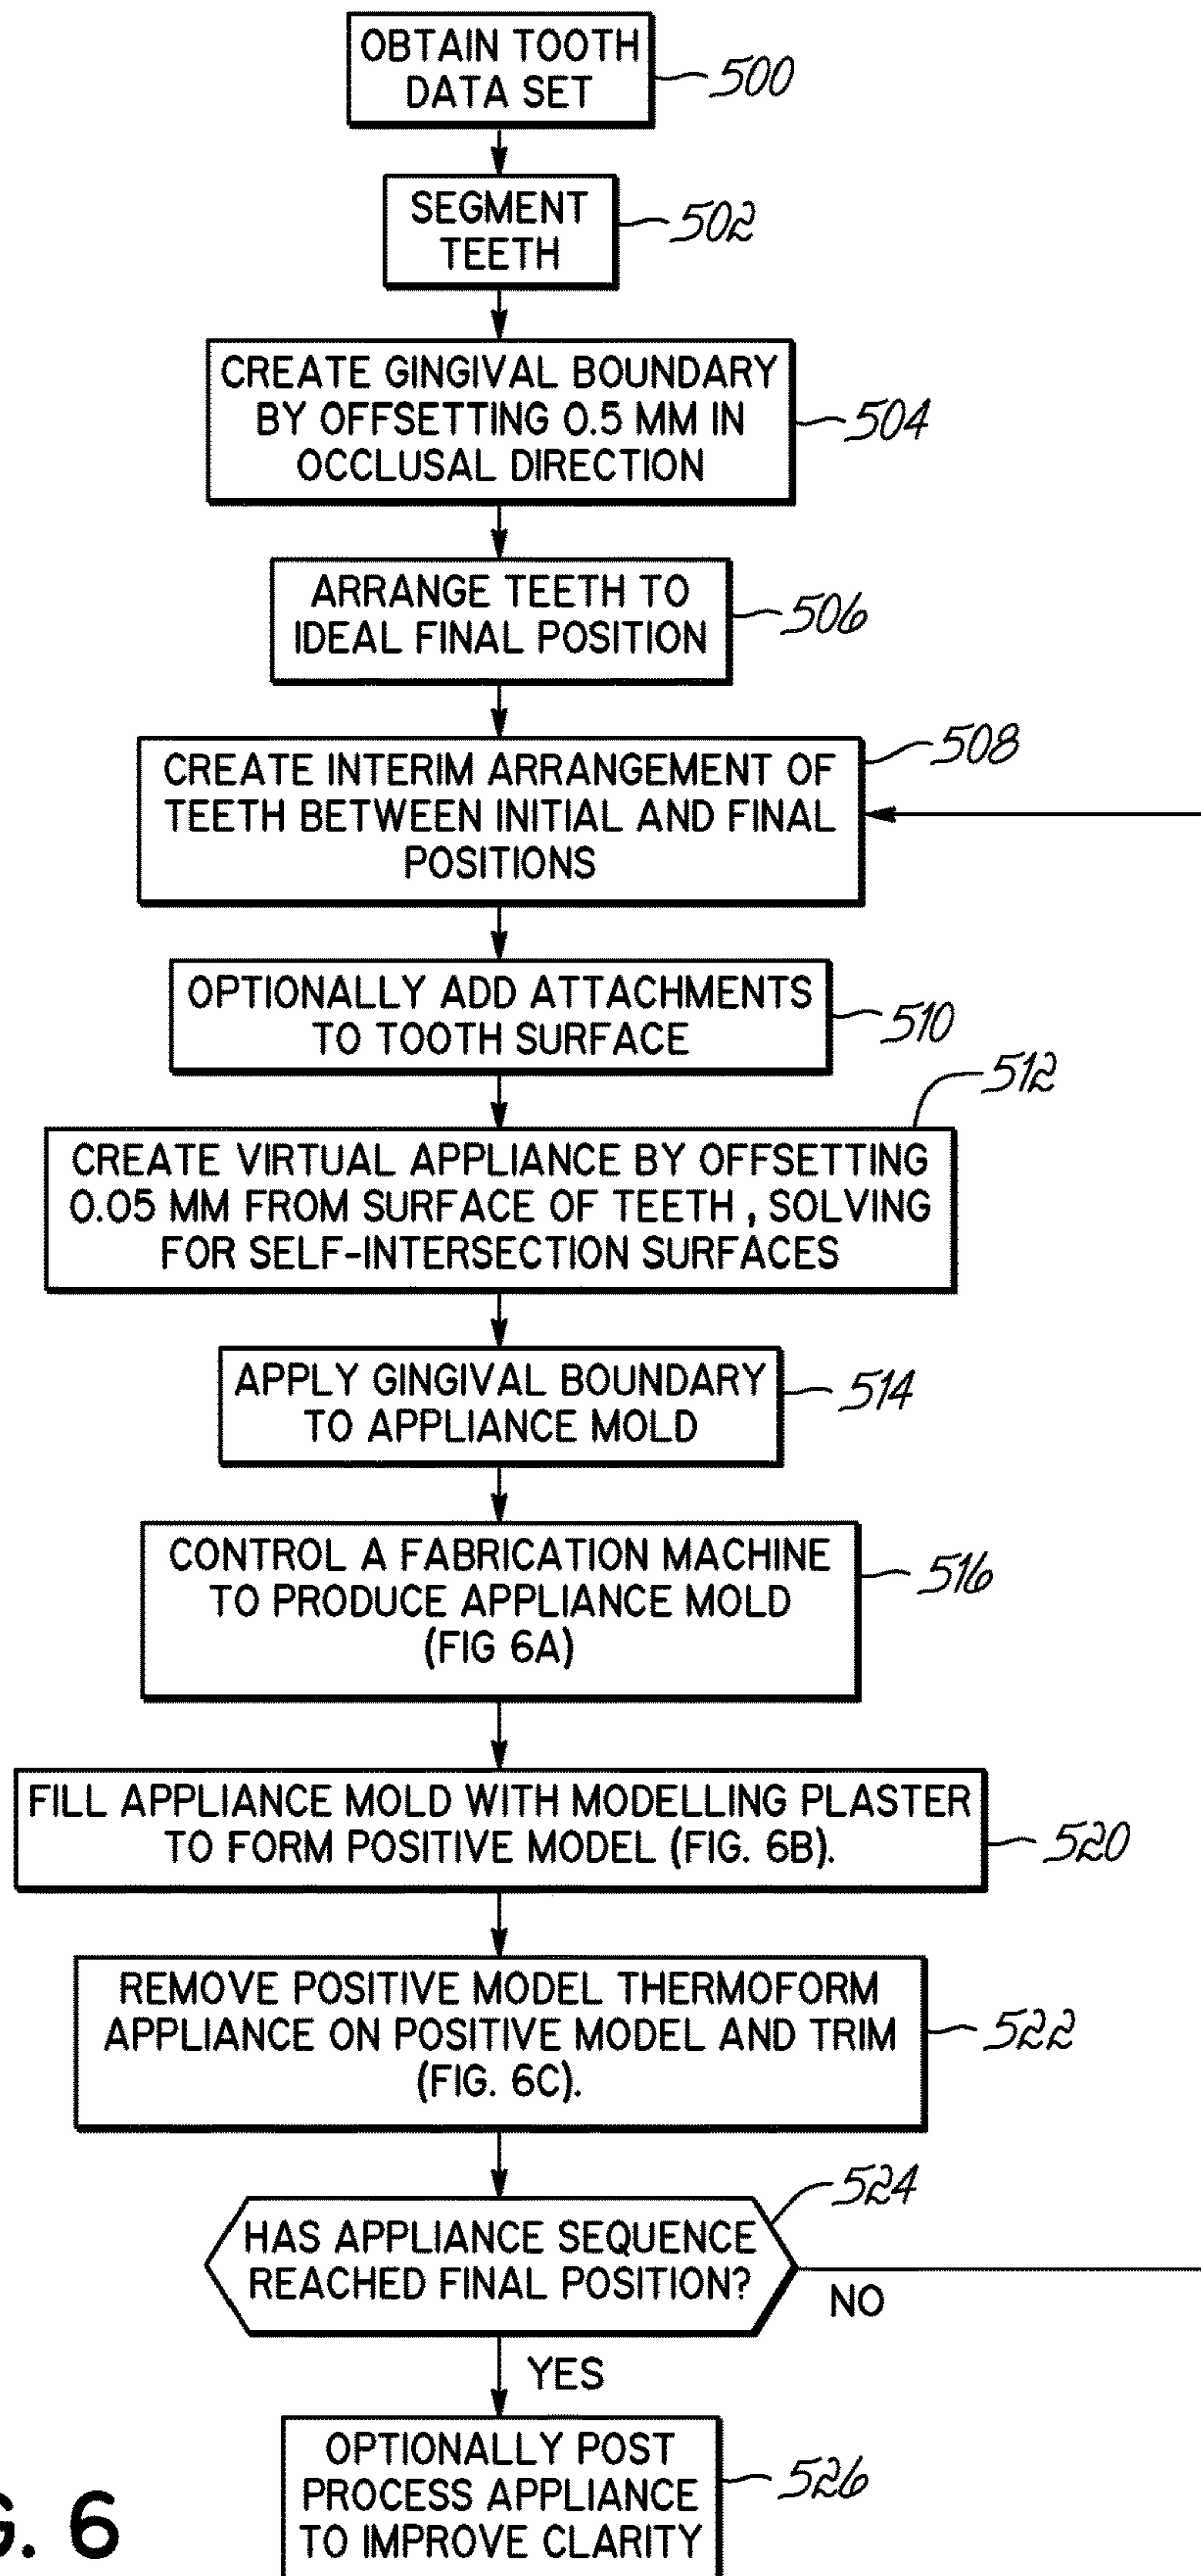 OBTAIN TOOTH
DATA SET
500
SEGMENT
TEETH
502
CREATE GINGIVAL BOUNDARY
BY OFFSETTING 0.5 MM IN
OCCLUSAL DIRECTION
504
ARRANGE TEETH TO
IDEAL FINAL POSITION
506
CREATE INTERIM ARRANGEMENT OF
TEETH BETWEEN INITIAL AND FINAL
POSITIONS
508
OPTIONALLY ADD ATTACHMENTS
TO TOOTH SURFACE
510
CREATE VIRTUAL APPLIANCE BY OFFSETTING
0.05 MM FROM SURFACE OF TEETH , SOLVING
FOR SELF-INTERSECTION SURFACES
512
APPLY GINGIVAL BOUNDARY
TO APPLIANCE MOLD
514
CONTROL A FABRICATION MACHINE
TO PRODUCE APPLIANCE MOLD
(FIG 6A)
516
FILL APPLIANCE MOLD WITH MODELLING PLASTER
TO FORM POSITIVE MODEL (FIG. 6B).
520
REMOVE POSITIVE MODEL THERMOFORM
APPLIANCE ON POSITIVE MODEL AND TRIM
(FIG. 6C).
522
HAS APPLIANCE SEQUENCE
REACHED FINAL POSITION?
524
NO
YES
OPTIONALLY POST
PROCESS APPLIANCE
TO IMPROVE CLARITY
526
G. 6